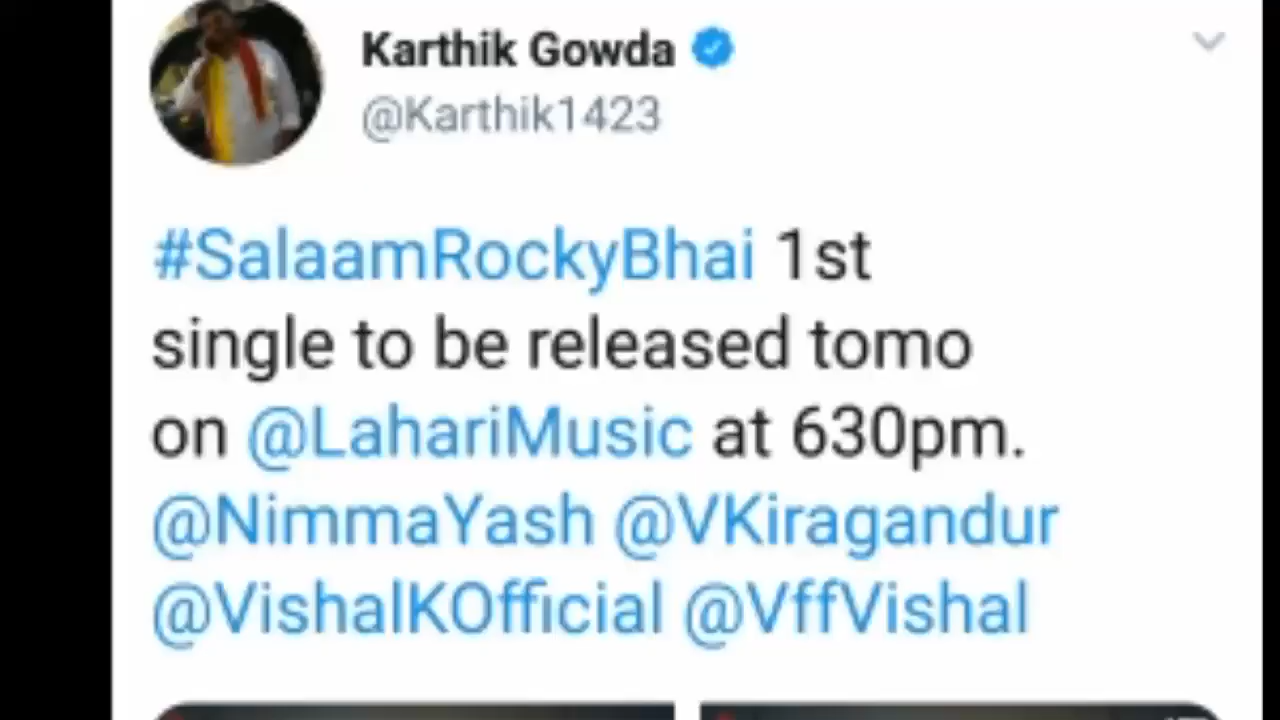 Karthik Gowda
@Karthik1423
#SalaamRockyBhai 1st
single to be released tomo
on @LahariMusic at 630pm.
@NimmaYash @VKiragandur
@VishalKOfficial @VffVishal